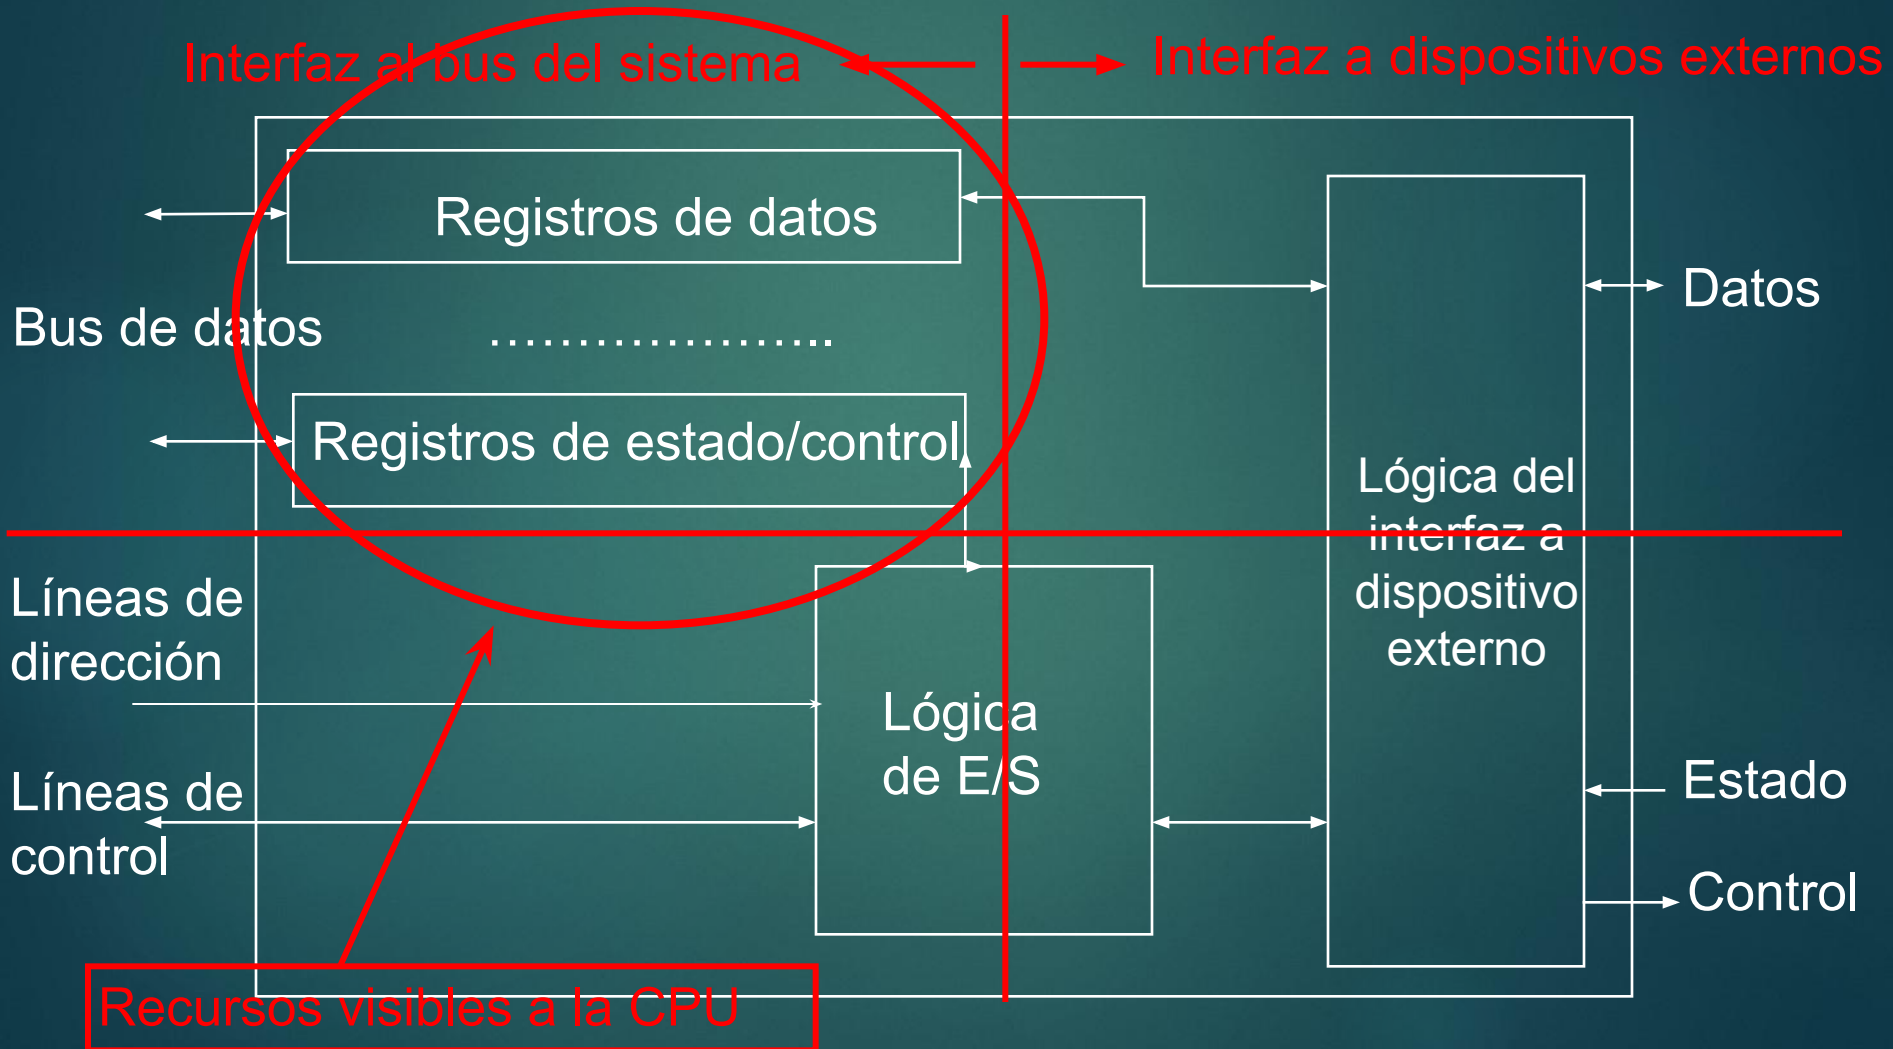 Interfaz al bus del sistema
Interfaz a dispositivos externos
Registros de datos
Bus de datos
.....................
Datos
Registros de estado/control
Lógica del
interfaz a
dispositivo
externo
Líneas de
dirección
Lógica
de E/S
Líneas de
control
Estado
Control
Recursos visibles a la CPU